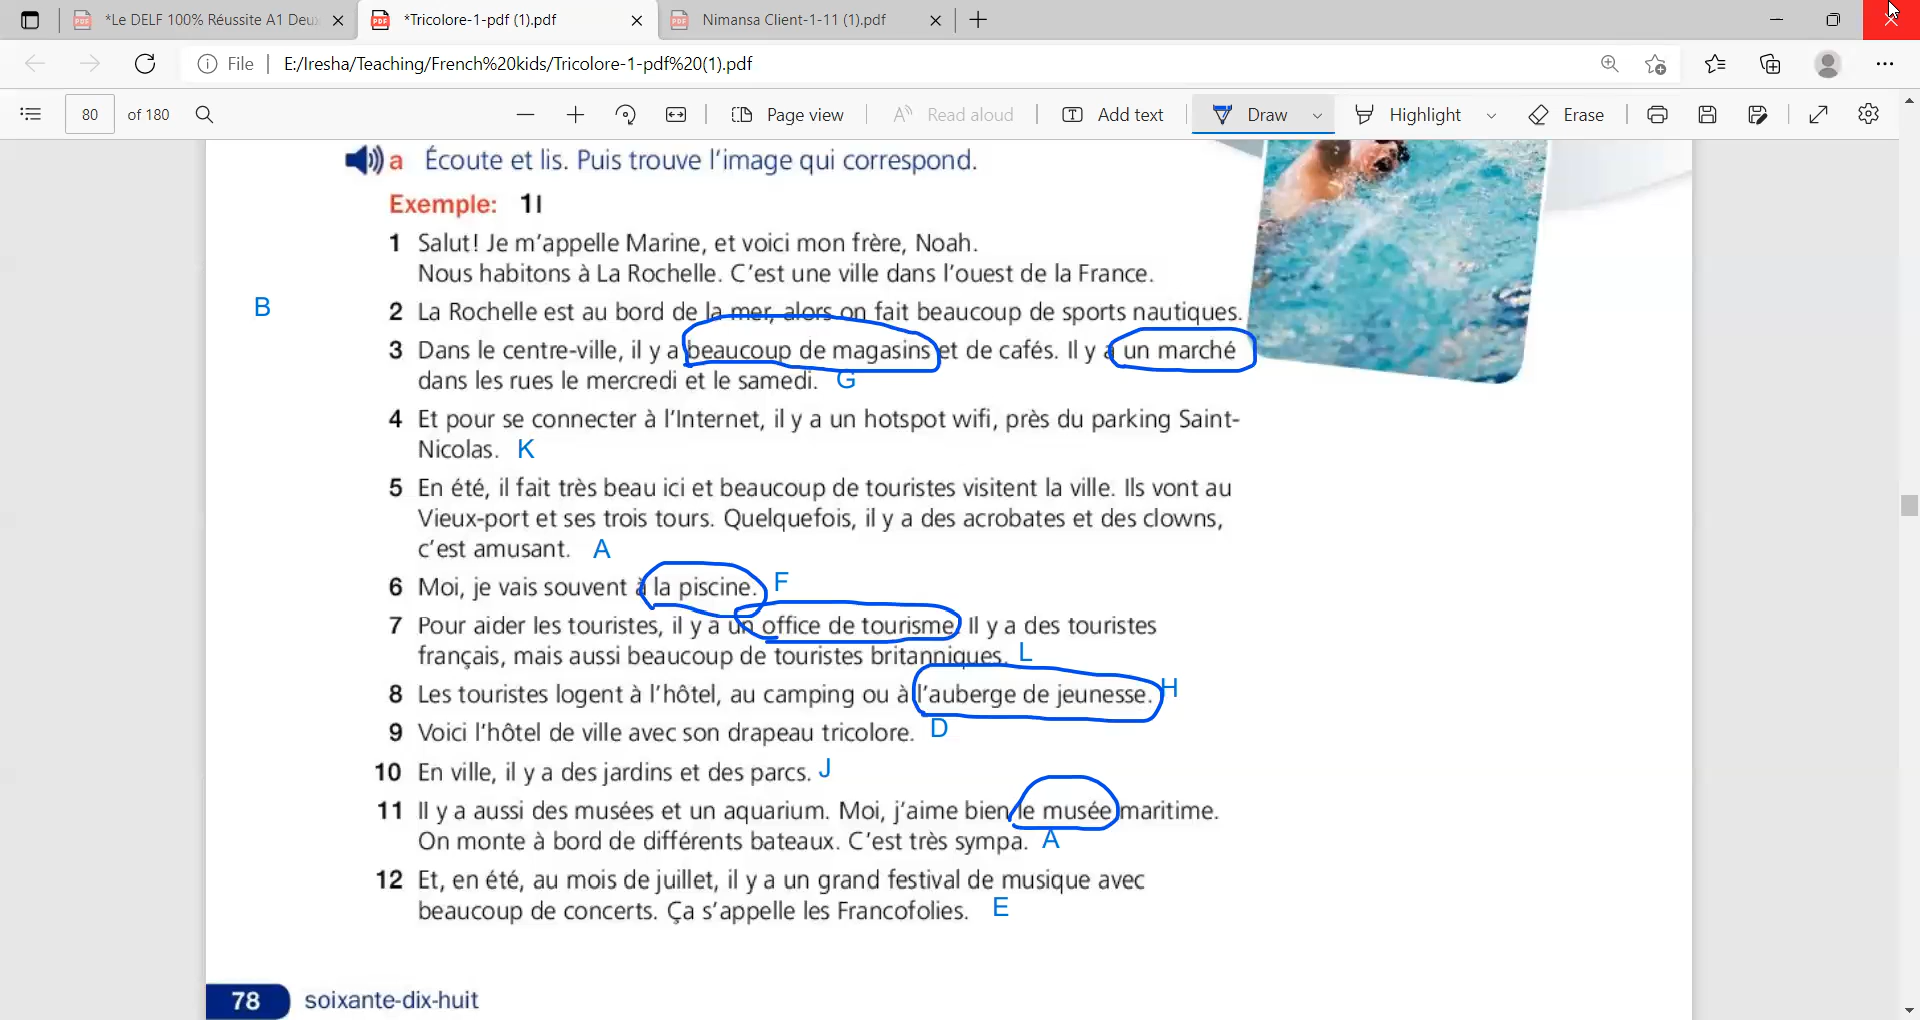 *Le DELF 100% Réussite A1 Deu
*Tricolore-1-pdf (1).pdf
Nimansa Client-1-11 (1).pdf
File
E:/Iresha/Teaching/French%20kids/Tricolore-1-pdf%20(1).pdf
80 of 180
Page view
Read aloud
Add text
Draw
Highlight
Erase
a Écoute et lis. Puis trouve l'image qui correspond.
Exemple: 1I
1 Salut! Je m'appelle Marine, et voici mon frère, Noah.
Nous habitons à La Rochelle. C'est une ville dans l'ouest de la France.
B
2 La Rochelle est au bord de la mer, alors on fait beaucoup de sports nautiques.
3 Dans le centre-ville, il y a beaucoup de magasins et de cafés. Il y a un marché
dans les rues le mercredi et le samedi. G
4 Et pour se connecter à l'Internet, il y a un hotspot wifi, près du parking Saint-
Nicolas. K
5 En été, il fait très beau ici et beaucoup de touristes visitent la ville. Ils vont au
Vieux-port et ses trois tours. Quelquefois, il y a des acrobates et des clowns,
c'est amusant. A
6 Moi, je vais souvent à la piscine. F
7 Pour aider les touristes, il y a un office de tourisme. Il y a des touristes
français, mais aussi beaucoup de touristes britanniques. L
8 Les touristes logent à l'hôtel, au camping ou à l'auberge de jeunesse. H
9 Voici l'hôtel de ville avec son drapeau tricolore. D
10 En ville, il y a des jardins et des parcs. J
11 Il y a aussi des musées et un aquarium. Moi, j'aime bien le musée maritime.
On monte à bord de différents bateaux. C'est très sympa. A
12 Et, en été, au mois de juillet, il y a un grand festival de musique avec
beaucoup de concerts. Ça s'appelle les Francofolies. E
78 soixante-dix-huit